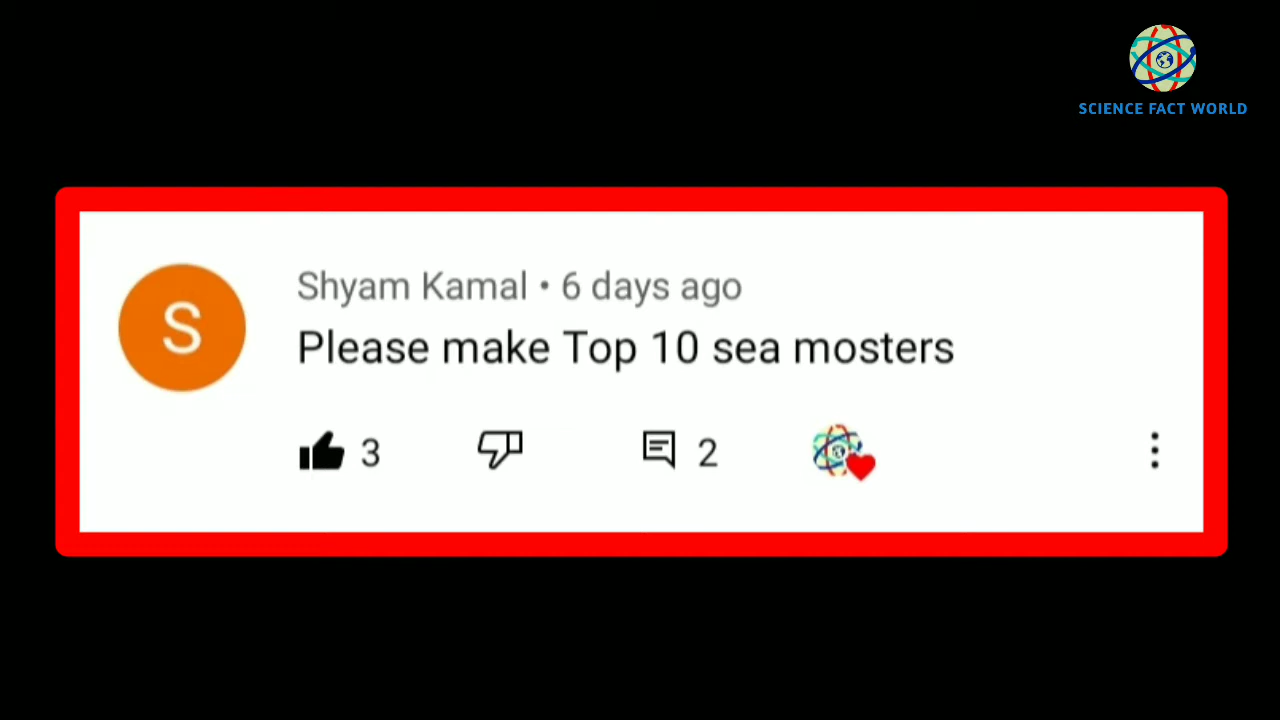 SCIENCE FACT WORLD
S
Shyam Kamal • 6 days ago
Please make Top 10 sea mosters
3
2